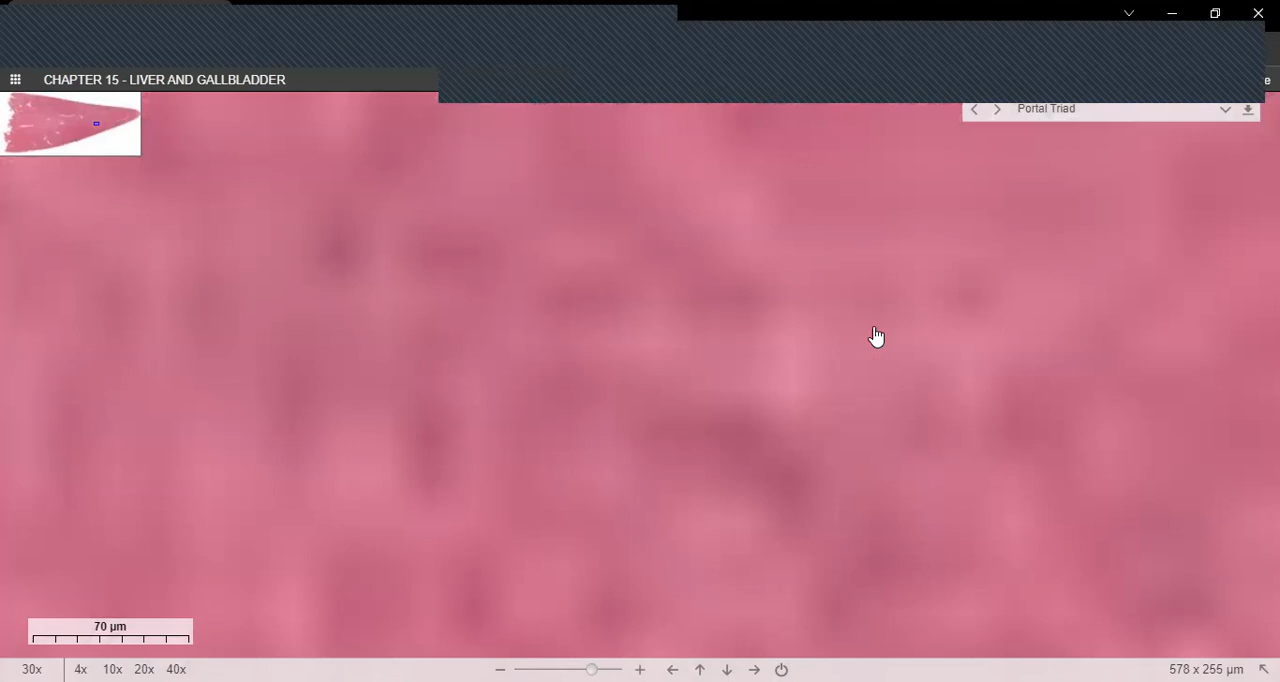 CHAPTER 15 - LIVER AND GALLBLADDER
e
Portal Triad
70 µm
30x 4x 10x 20x 40x
578 x 255 µm